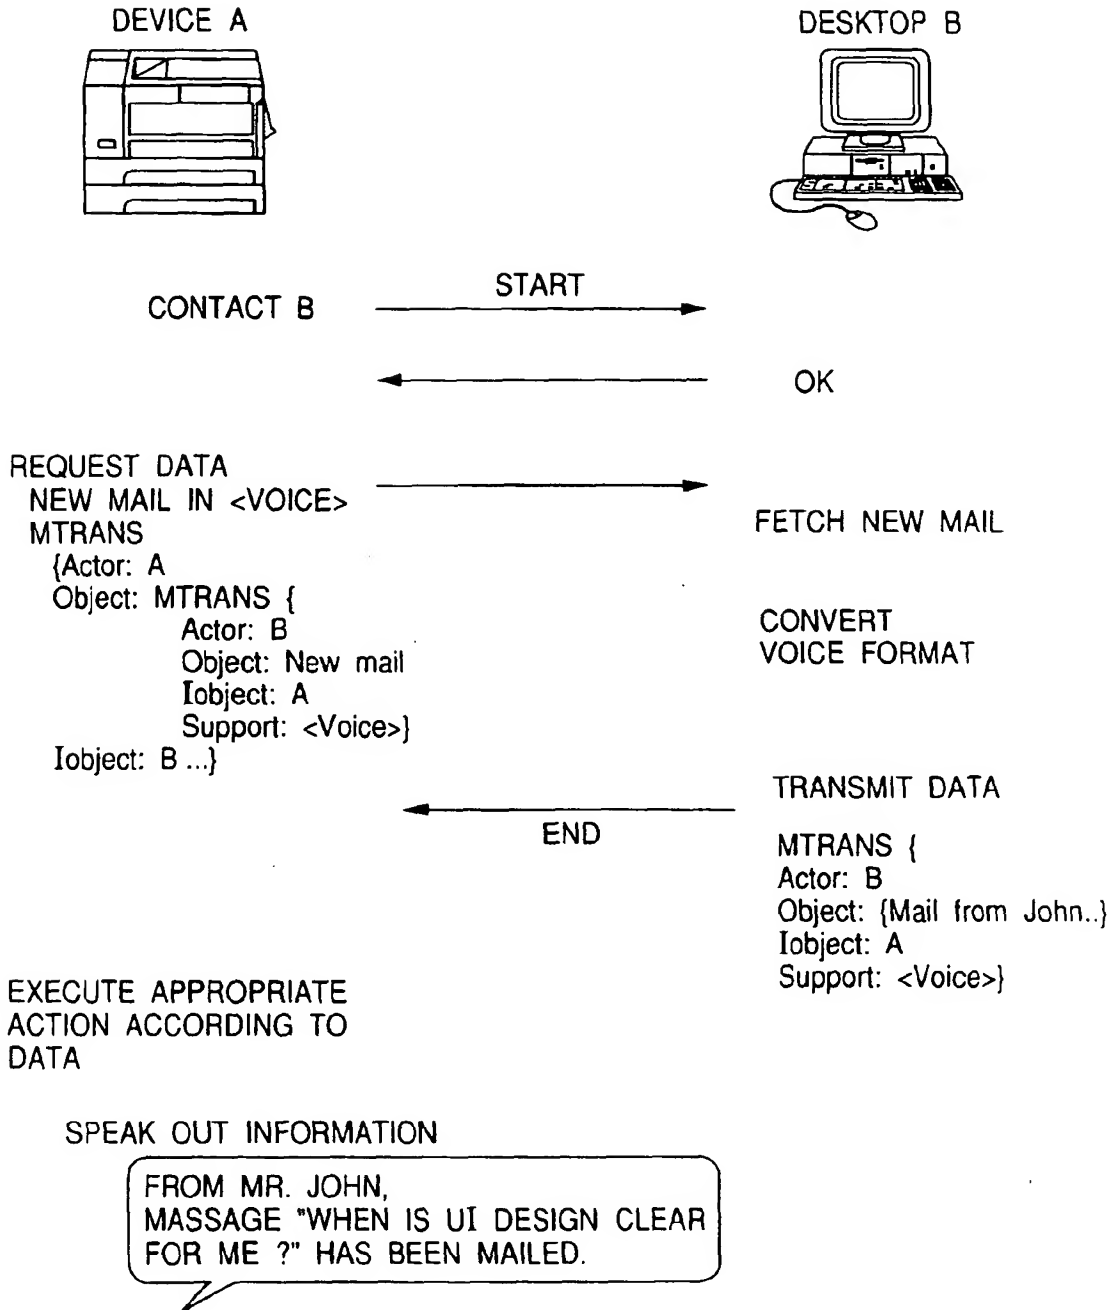 DEVICE A
DESKTOP B
CONTACT B
START
OK
REQUEST DATA
NEW MAIL IN <VOICE>
MTRANS
{Actor: A
Object: MTRANS {
Actor: B
Object: New mail
Iobject: A
Support: <Voice>}
Iobject: B ...}
FETCH NEW MAIL
CONVERT
VOICE FORMAT
TRANSMIT DATA
END
MTRANS {
Actor: B
Object: {Mail from John..}
Iobject: A
Support: <Voice>}
EXECUTE APPROPRIATE
ACTION ACCORDING TO
DATA
SPEAK OUT INFORMATION
FROM MR. JOHN,
MASSAGE "WHEN IS UI DESIGN CLEAR
FOR ME ?" HAS BEEN MAILED.